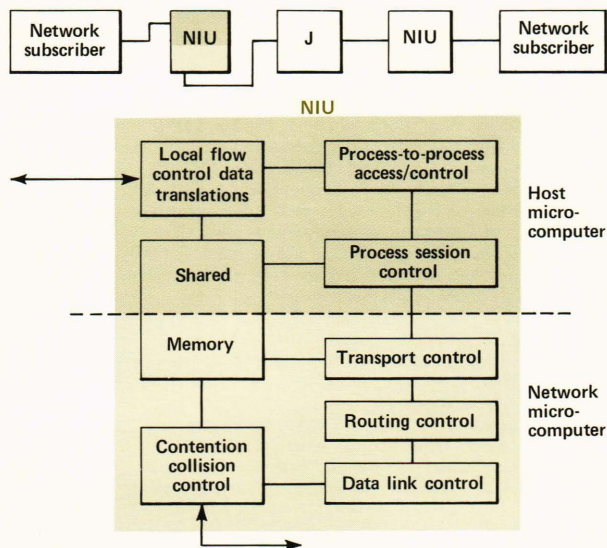 Network
subscriber
NIU
J
NIU
Network
subscriber
NIU
Local flow
control data
translations
Process-to-process
access/control
Host
micro-
computer
Shared
Process session
control
Memory
Transport control
Network
micro-
computer
Routing control
Contention
collision
control
Data link control